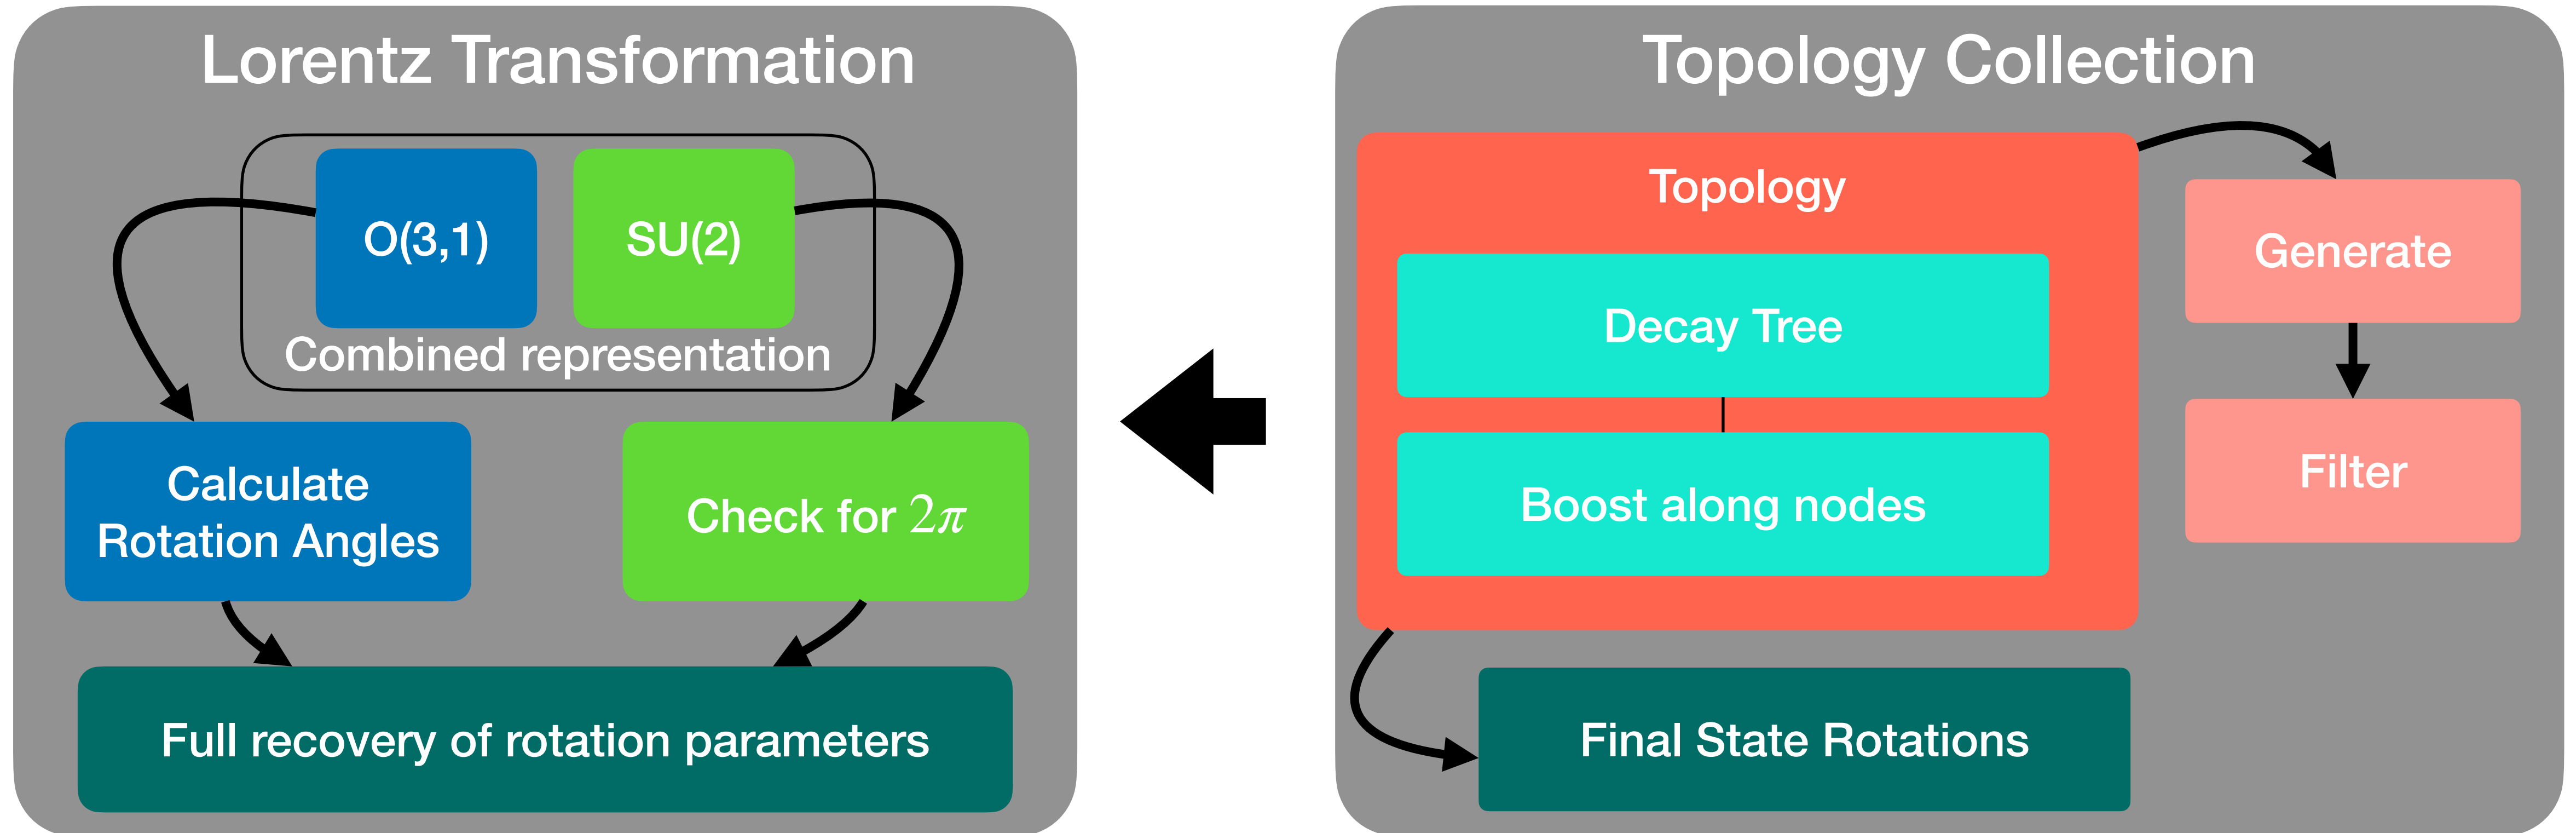 Lorentz Transformation
O(3,1)
SU(2)
Combined representation
Calculate
Rotation Angles
Check for 2π
Full recovery of rotation parameters
Topology Collection
Topology
Decay Tree
Boost along nodes
Generate
Filter
Final State Rotations